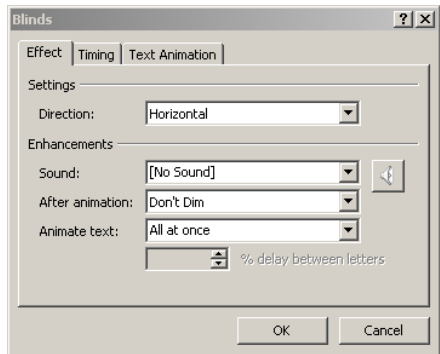 Blinds
Effect Timing Text Animation
Settings
Direction: Horizontal
Enhancements
Sound: [No Sound]
After animation: Don't Dim
Animate text: All at once
% delay between letters
OK Cancel